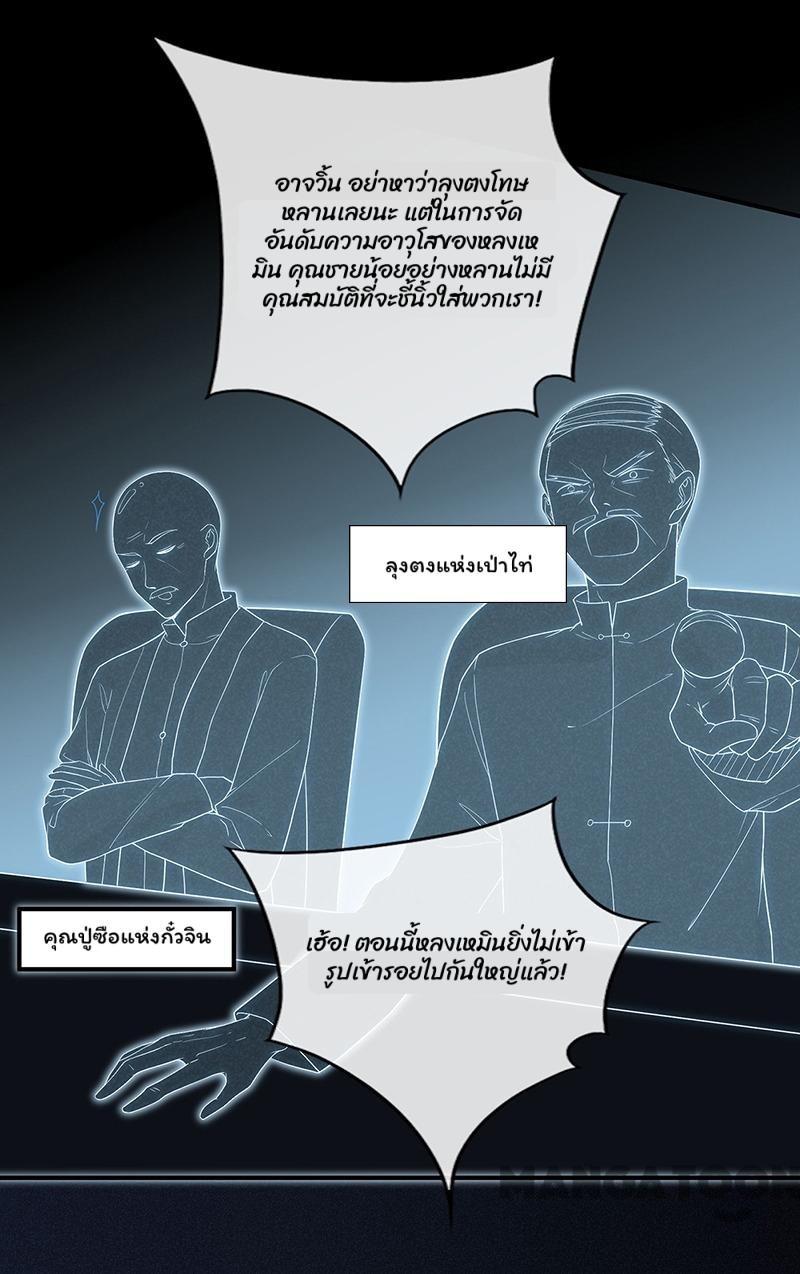 อาจวิ้น อย่าหาว่าลุงตงโทษ
หลานเลยนะ แต่ในการจัด
อันดับความอาวุโสของหลงเห
มิน คุณชายน้อยอย่างหลานไม่มี
คุณสมบัติที่จะชี้นิ้วใส่พวกเรา!
ลุงตงแห่งเป่าไท่
คุณปู่ซือแห่งกั๋วจิน
เฮ้อ! ตอนนี้หลงเหมินยิ่งไม่เข้า
รูปเข้ารอยไปกันใหญ่แล้ว!
MANGATOON